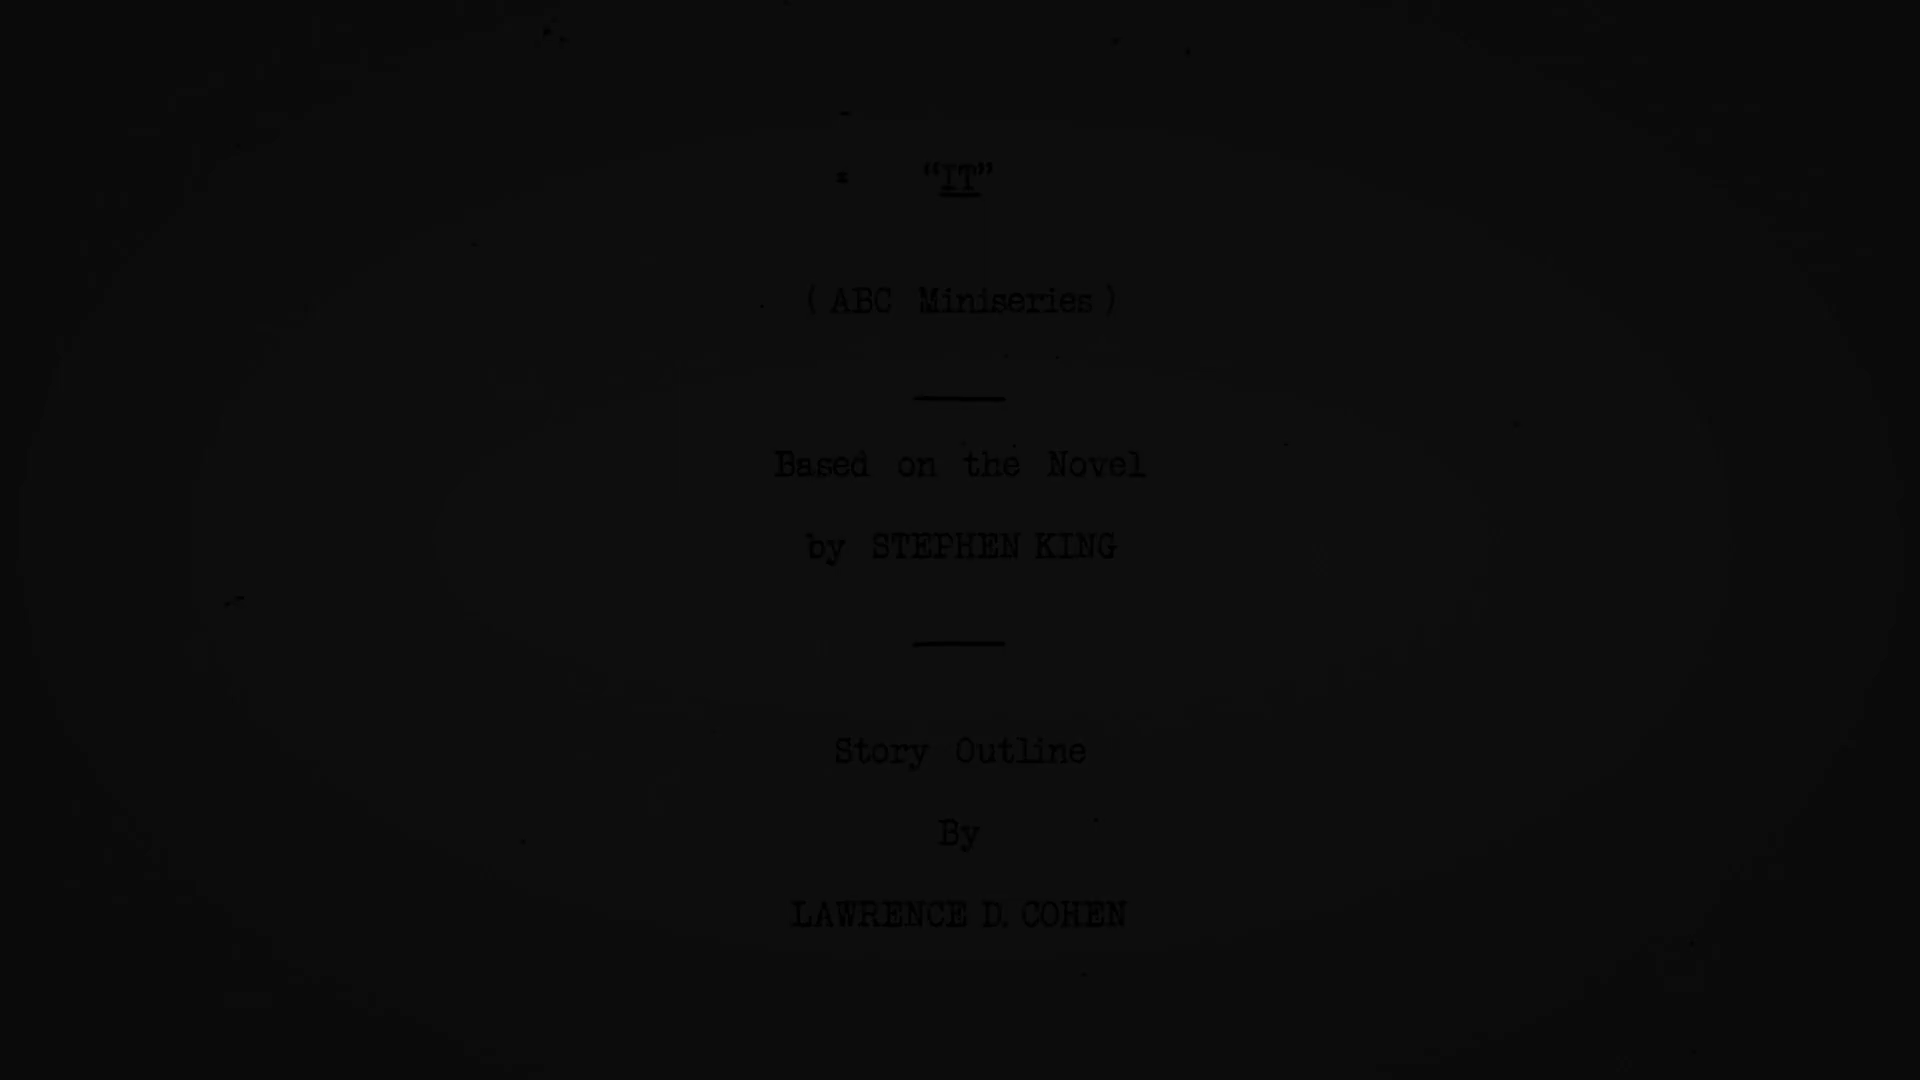 “IT”
( ABC Miniseries )
Based on the Novel
by STEPHEN KING
Story Outline
By
LAWRENCE D. COHEN